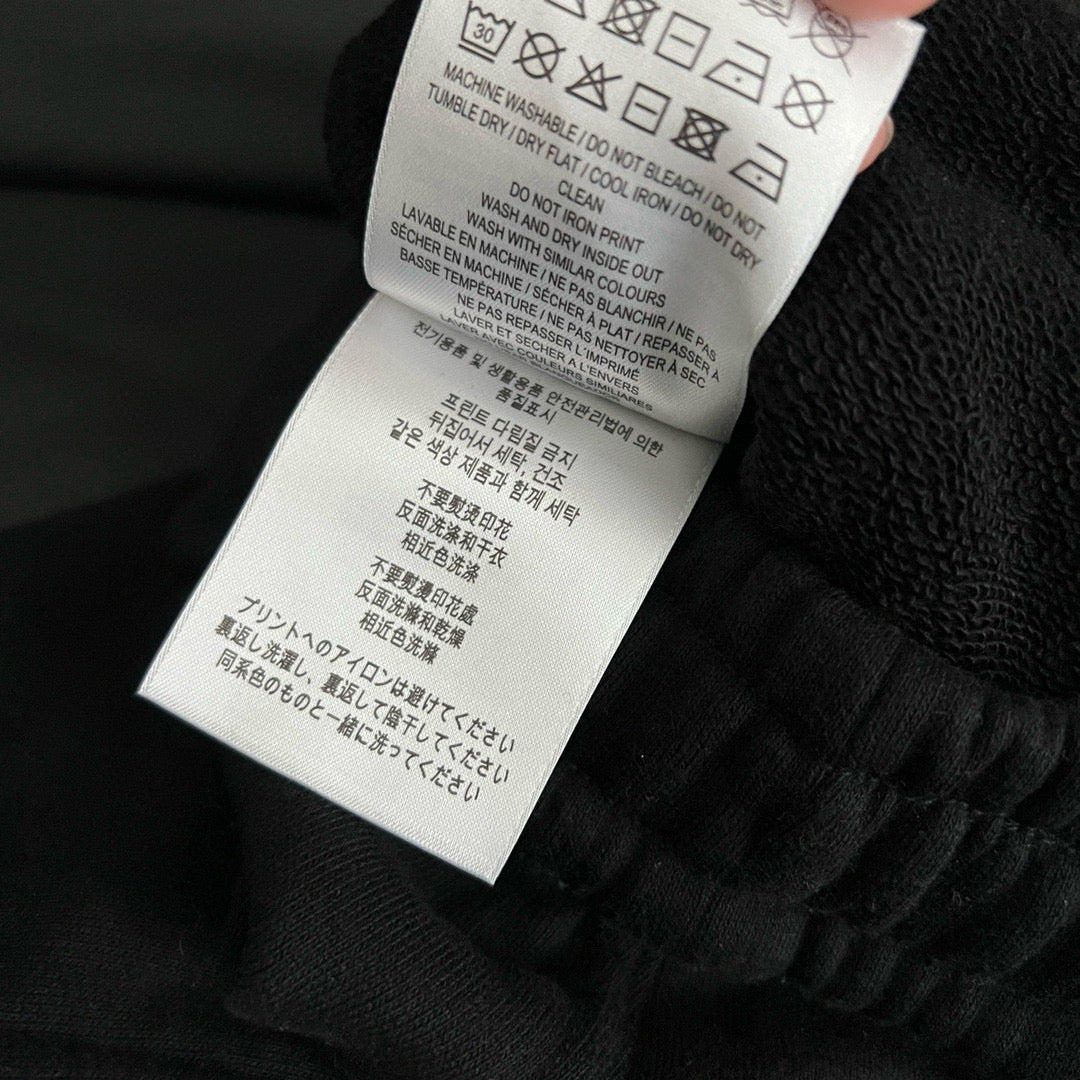 30
MACHINE WASHABLE / DO NOT BLEACH / DO NOT
TUMBLE DRY / DRY FLAT / COOL IRON / DO NOT DRY
CLEAN
DO NOT IRON PRINT
WASH AND DRY INSIDE OUT
WASH WITH SIMILAR COLOURS
LAVABLE EN MACHINE / NE PAS BLANCHIR / NE PAS
SÉCHER EN MACHINE / SÉCHER À PLAT / REPASSER À
BASSE TEMPÉRATURE / NE PAS NETTOYER À SEC
NE PAS REPASSER L'IMPRIMÉ
LAVER ET SECHER A L'ENVERS
LAVER AVEC COULEURS SIMILIARES
전기용품 및 생활용품 안전관리법에 의한
품질표시
프린트 다림질 금지
뒤집어서 세탁, 건조
같은 색상 제품과 함께 세탁
不要熨烫印花
反面洗涤和干衣
相近色洗涤
不要熨燙印花處
反面洗滌和乾燥
相近色洗滌
プリントへのアイロンは避けてください
裏返し洗濯し、裏返して陰干してください
同系色のものと一緒に洗ってください